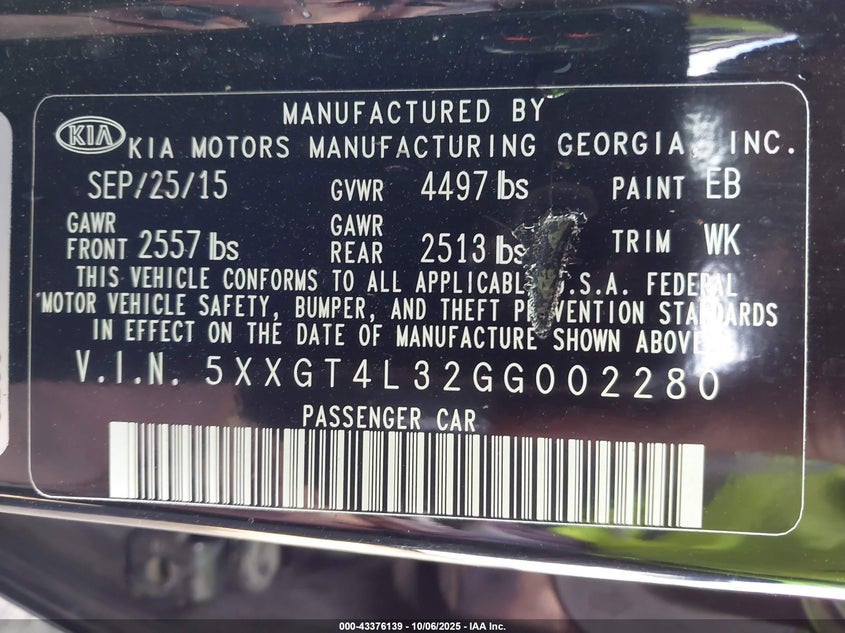 MANUFACTURED BY
KIA KIA MOTORS MANUFACTURING GEORGIA, INC.
SEP/25/15 GVWR 4497 lbs PAINT EB
GAWR FRONT 2557 lbs GAWR REAR 2513 lbs TRIM WK
THIS VEHICLE CONFORMS TO ALL APPLICABL U.S.A. FEDERAL
MOTOR VEHICLE SAFETY, BUMPER, AND THEFT PREVENTION STANDARDS
IN EFFECT ON THE DATE OF MANUFACTURE SHOWN ABOVE
V.I.N. 5XXGT4L32GG002280
PASSENGER CAR
000-43376139 - 10/06/2025 - IAA Inc.